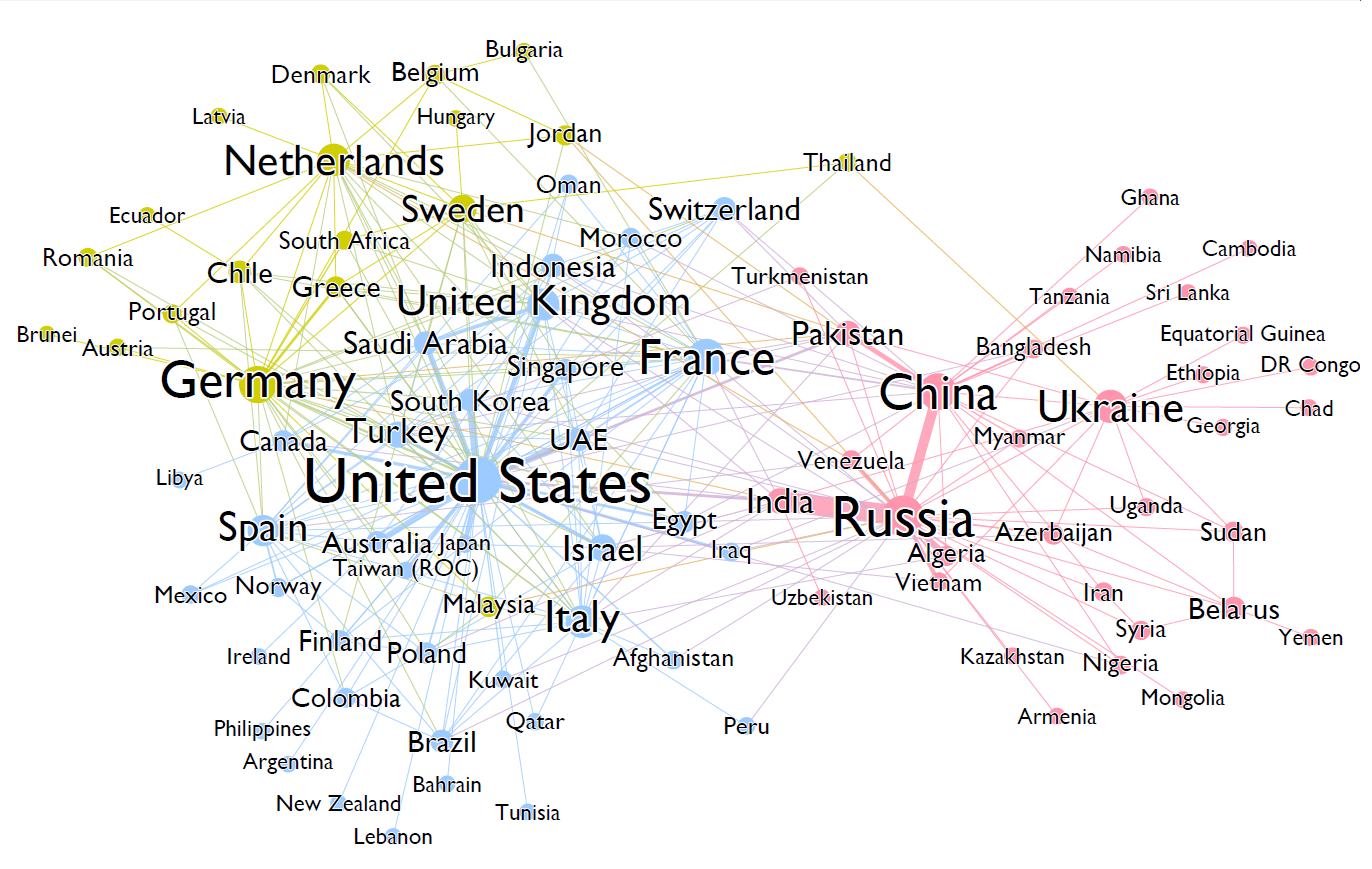 Bulgaria
Denmark
Belgium
Latvia
Hungary
Jordan
Netherlands
Thailand
Oman
Ghana
Ecuador
Sweden
Switzerland
South Africa
Morocco
Romania
Chile
Indonesia
Turkmenistan
Namibia
Cambodia
Greece
United Kingdom
Tanzania
Sri Lanka
Portugal
Brunei
Austria
Saudi Arabia
Singapore
France
Pakistan
Bangladesh
Equatorial Guinea
Ethiopia
DR Congo
Germany
South Korea
China
Ukraine
Chad
Georgia
Canada
Turkey
UAE
Myanmar
Venezuela
Libya
United States
India
Russia
Uganda
Spain
Egypt
Azerbaijan
Sudan
Australia
Japan
Israel
Iraq
Algeria
Taiwan (ROC)
Vietnam
Mexico
Norway
Malaysia
Italy
Uzbekistan
Iran
Belarus
Syria
Yemen
Ireland
Finland
Poland
Afghanistan
Kazakhstan
Nigeria
Kuwait
Colombia
Mongolia
Philippines
Qatar
Peru
Armenia
Brazil
Argentina
Bahrain
New Zealand
Tunisia
Lebanon